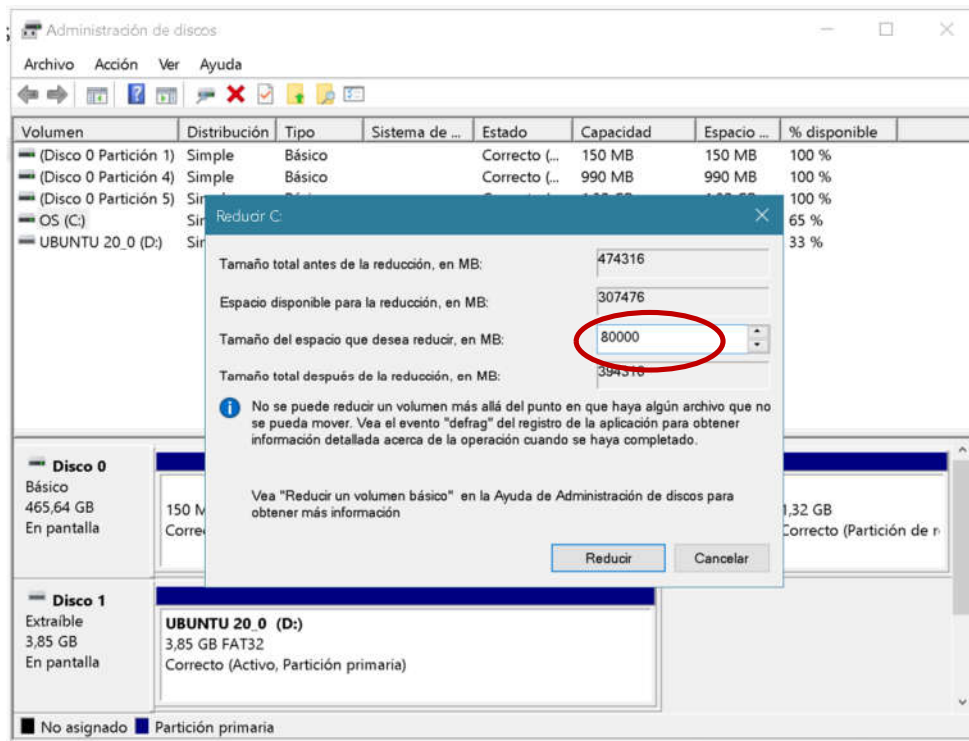 Administración de discos
Archivo Acción Ver Ayuda
Volumen Distribución Tipo Sistema de ... Estado Capacidad Espacio ... % disponible
(Disco 0 Partición 1) Simple Básico Correcto (... 150 MB 150 MB 100 %
(Disco 0 Partición 4) Simple Básico Correcto (... 990 MB 990 MB 100 %
(Disco 0 Partición 5) 100 %
OS (C:) 65 %
UBUNTU 20_0 (D:) 33 %
Reducir C:
Tamaño total antes de la reducción, en MB: 474316
Espacio disponible para la reducción, en MB: 307476
Tamaño del espacio que desea reducir, en MB: 80000
Tamaño total después de la reducción, en MB: 394316
No se puede reducir un volumen más allá del punto en que haya algún archivo que no
se pueda mover. Vea el evento "defrag" del registro de la aplicación para obtener
información detallada acerca de la operación cuando se haya completado.
Vea "Reducir un volumen básico" en la Ayuda de Administración de discos para
obtener más información
Reducir Cancelar
Disco 0
Básico
465,64 GB
En pantalla
150 M
Corre
1,32 GB
Correcto (Partición de r
Disco 1
Extraíble
3,85 GB
En pantalla
UBUNTU 20_0 (D:)
3,85 GB FAT32
Correcto (Activo, Partición primaria)
No asignado Partición primaria